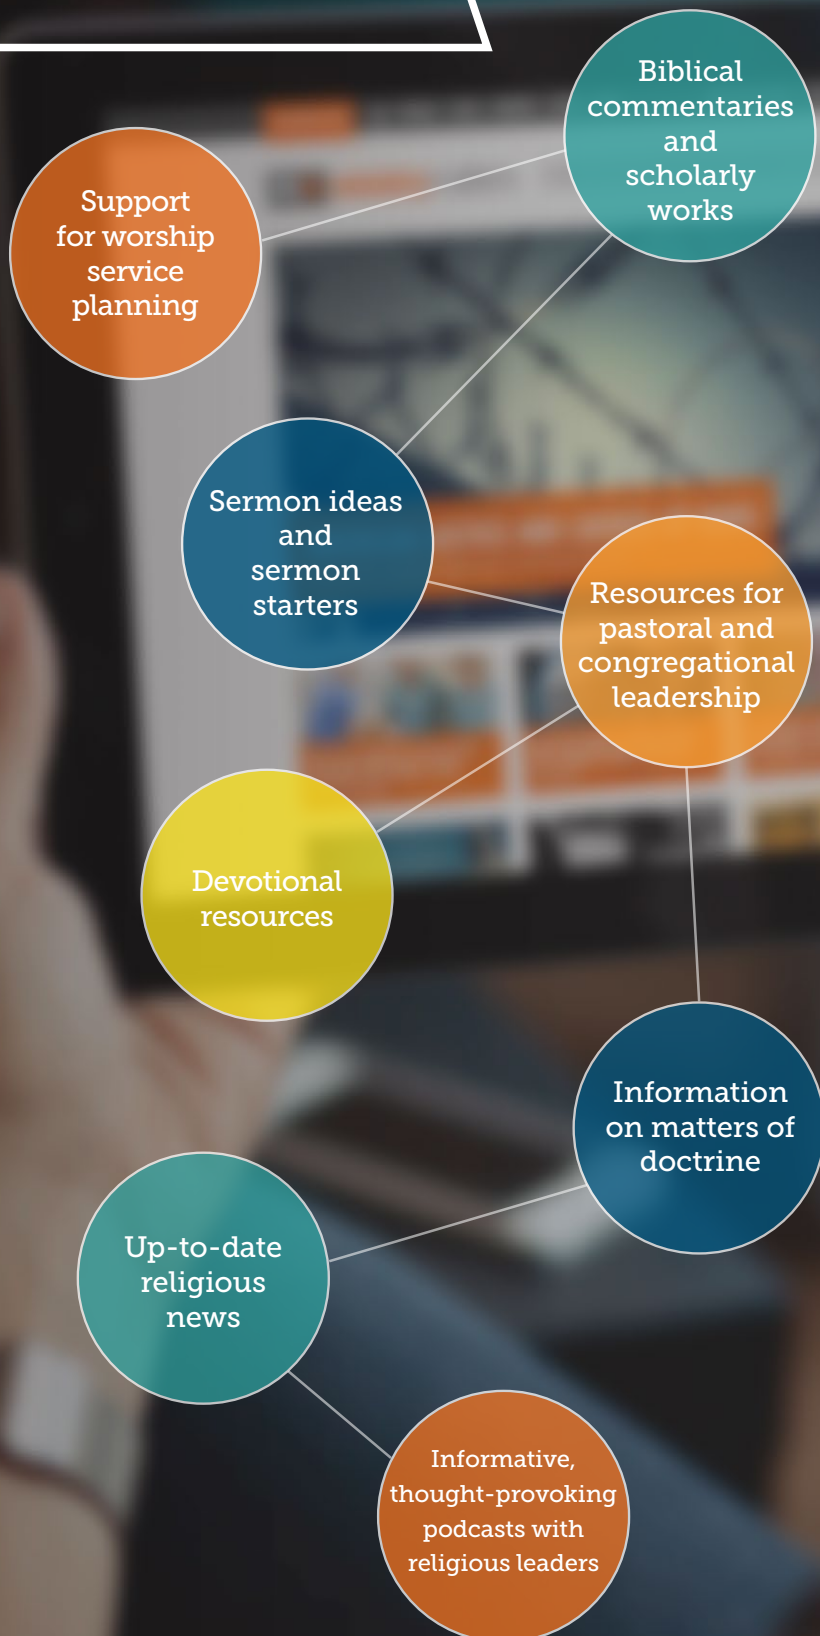 Biblical
commentaries
and
scholarly
works
Support
for worship
service
planning
Sermon ideas
and
sermon
starters
Resources for
pastoral and
congregational
leadership
Devotional
resources
Information
on matters of
doctrine
Up-to-date
religious
news
Informative,
thought-provoking
podcasts with
religious leaders